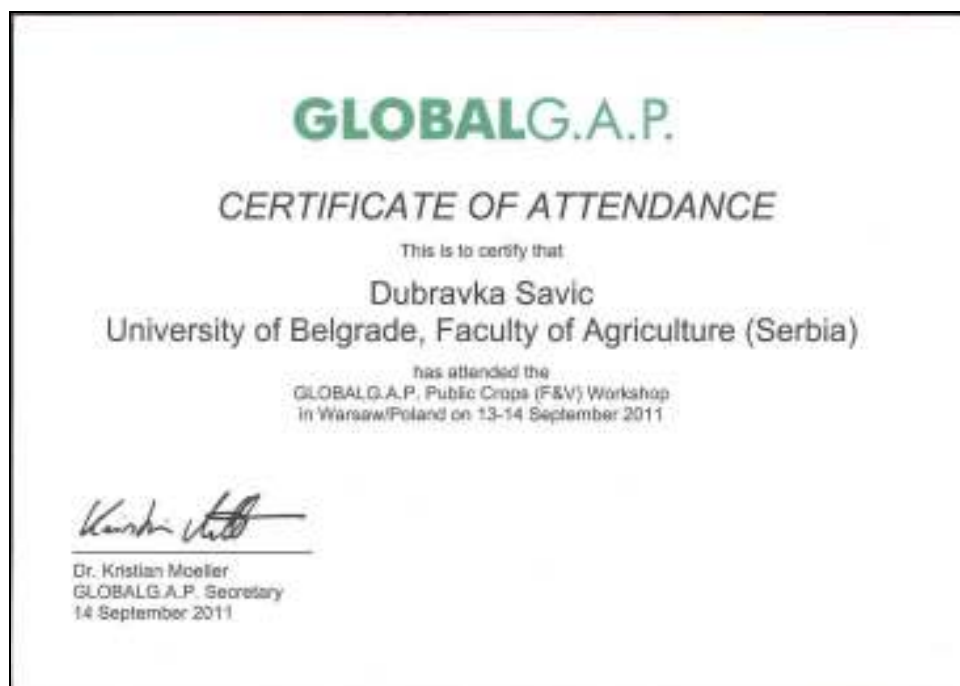 GLOBALG.A.P.
CERTIFICATE OF ATTENDANCE
This is to certify that
Dubravka Savic
University of Belgrade, Faculty of Agriculture (Serbia)
has attended the
GLOBALG.A.P. Public Crops (F&V) Workshop
in Warsaw/Poland on 13-14 September 2011
Dr. Kristian Moeller
GLOBALG.A.P. Secretary
14 September 2011